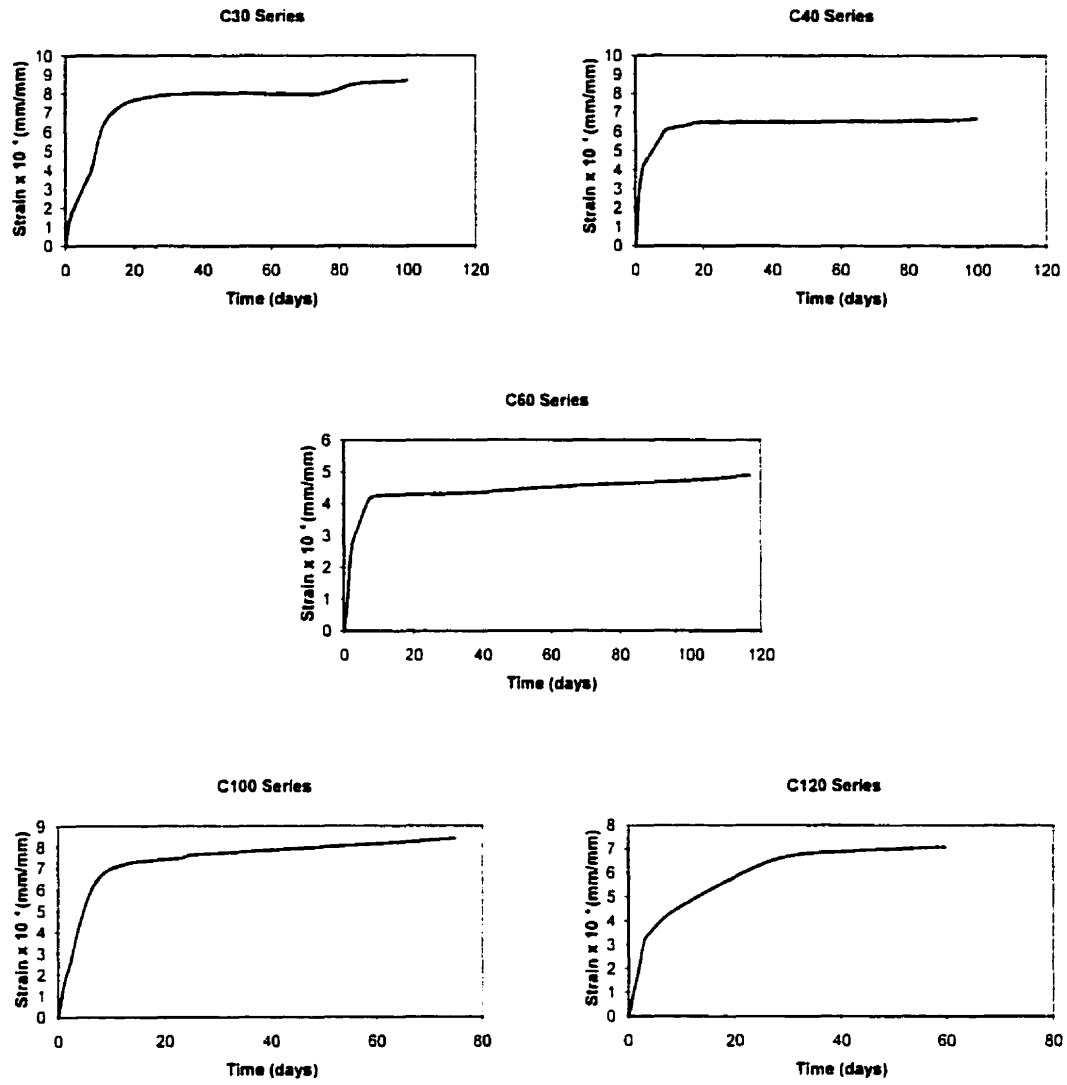 C30 Series
Strain x 10 (mm/mm)
10
9
8
7
6
5
4
3
2
1
0
0 20 40 60 80 100 120
Time (days)
C40 Series
Strain x 10 (mm/mm)
10
9
8
7
6
5
4
3
2
1
0
0 20 40 60 80 100 120
Time (days)
C60 Series
Strain x 10 (mm/mm)
6
5
4
3
2
1
0
0 20 40 60 80 100 120
Time (days)
C100 Series
Strain x 10 (mm/mm)
9
8
7
6
5
4
3
2
1
0
0 20 40 60 80
Time (days)
C120 Series
Strain x 10 (mm/mm)
8
7
6
5
4
3
2
1
0
0 20 40 60 80
Time (days)